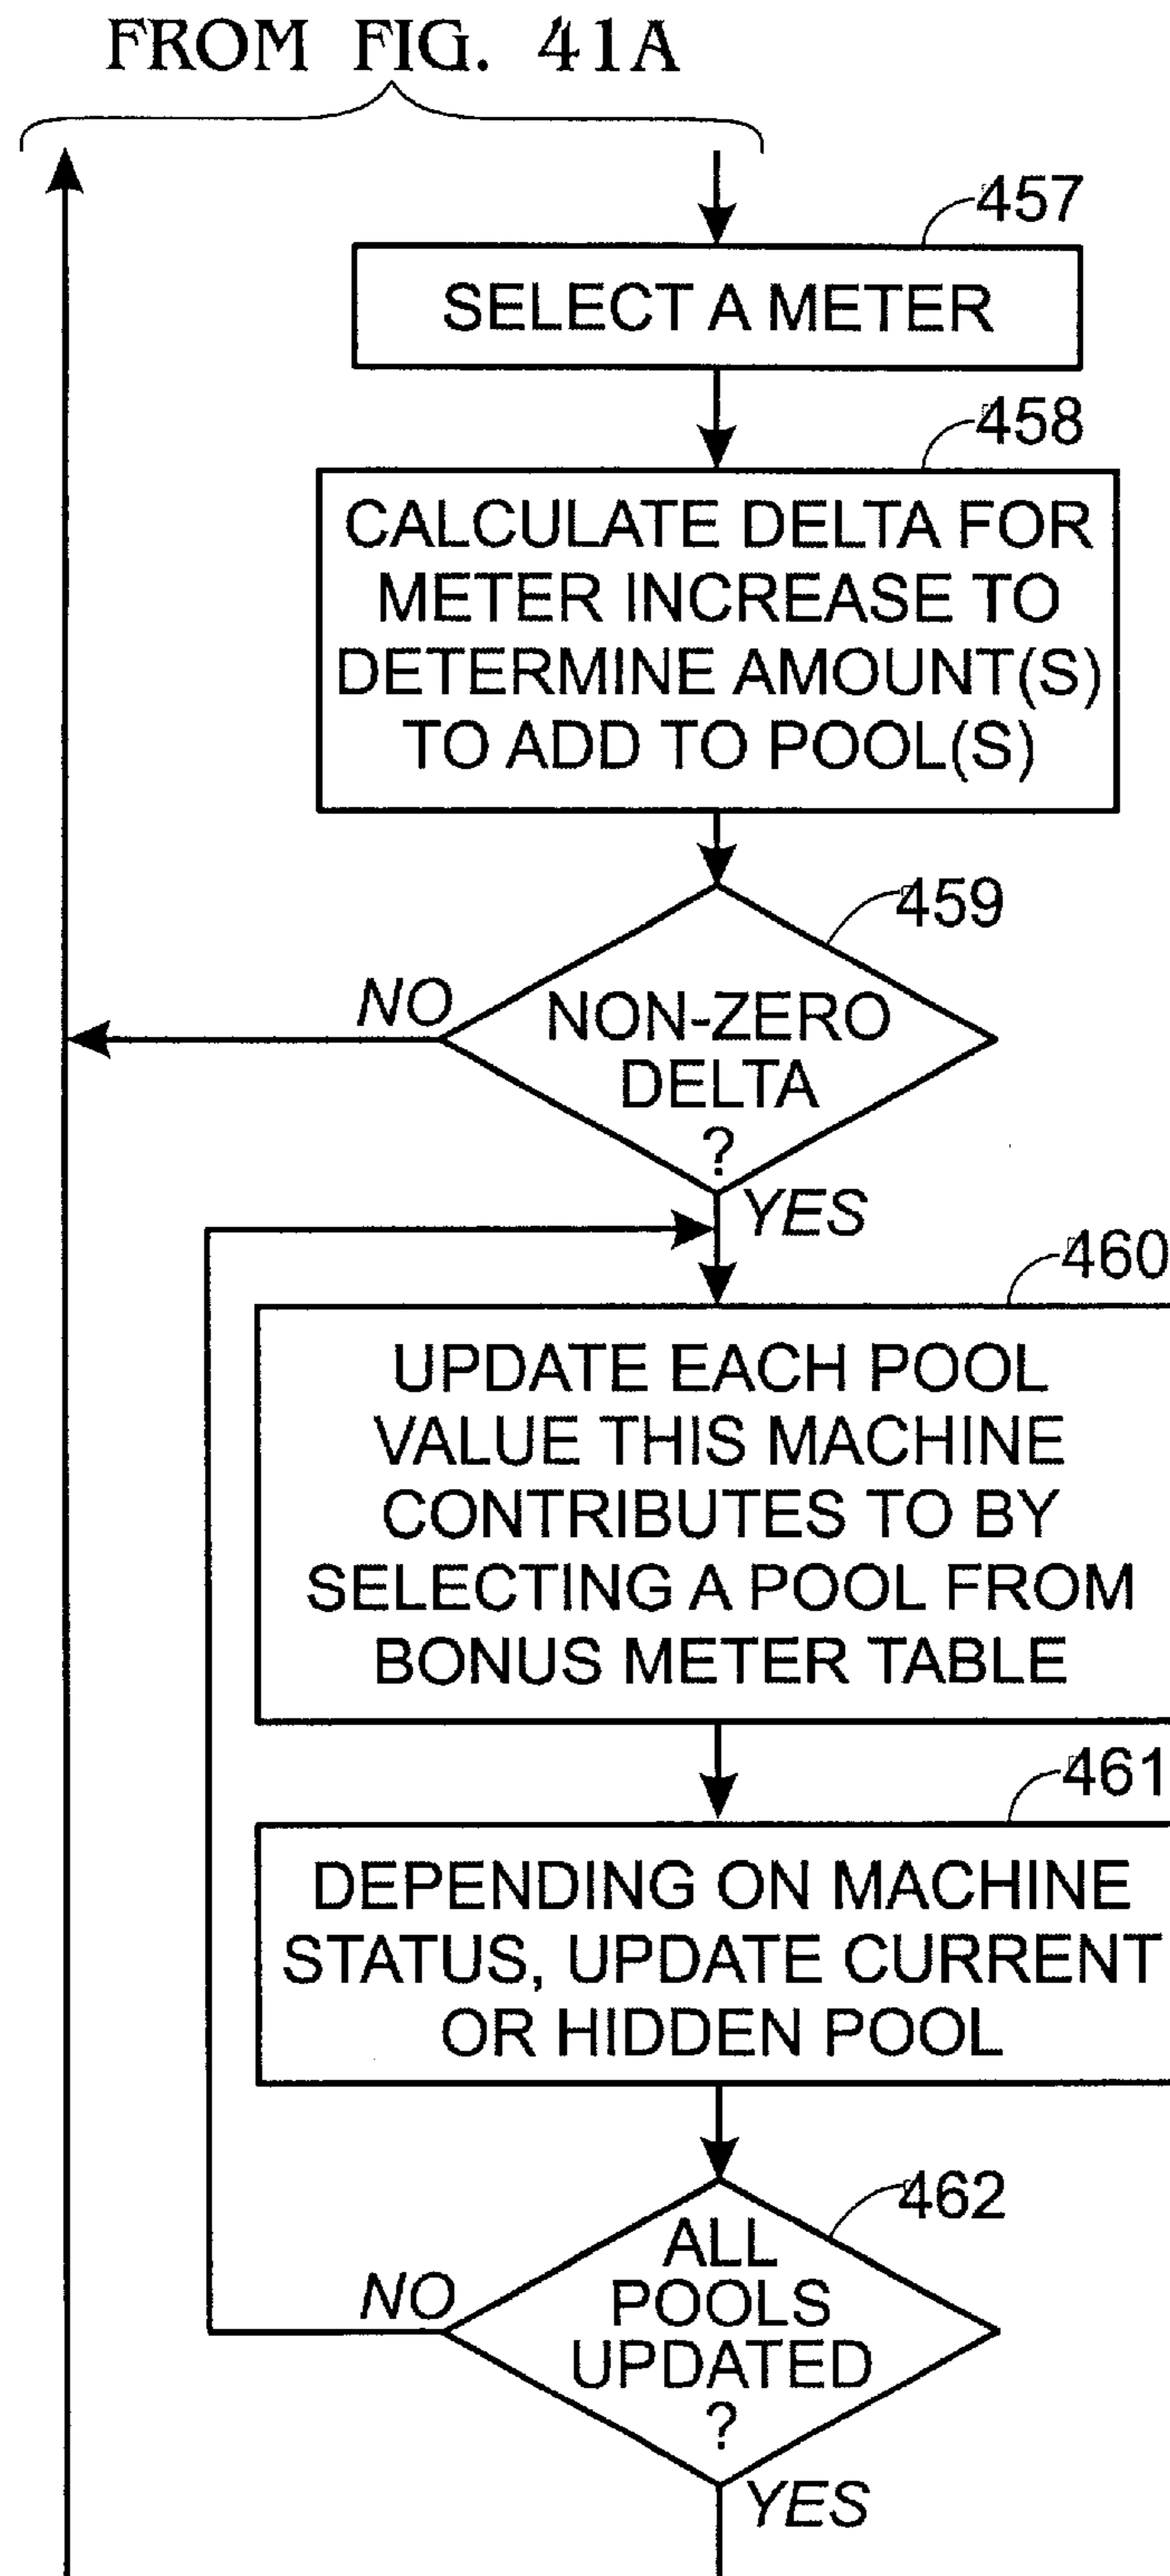 FROM FIG. 41A
457
SELECT A METER
458
CALCULATE DELTA FOR
METER INCREASE TO
DETERMINE AMOUNT(S)
TO ADD TO POOL(S)
459
NO
NON-ZERO
DELTA
?
YES
460
UPDATE EACH POOL
VALUE THIS MACHINE
CONTRIBUTES TO BY
SELECTING A POOL FROM
BONUS METER TABLE
461
DEPENDING ON MACHINE
STATUS, UPDATE CURRENT
OR HIDDEN POOL
462
NO
ALL
POOLS
UPDATED
?
YES